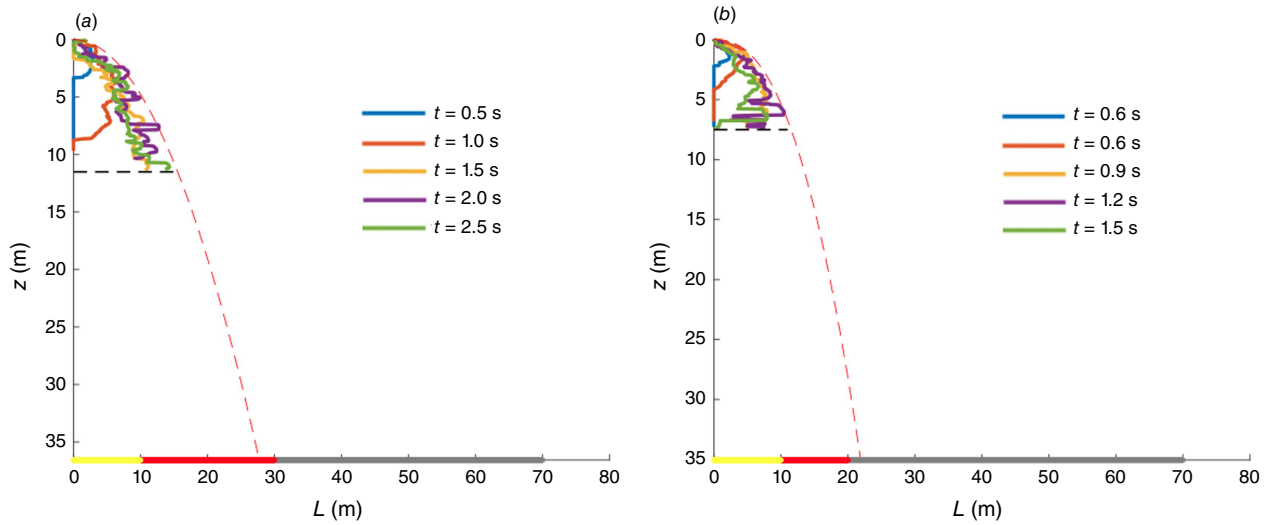 (a)
0
5
10
15
20
25
30
35
z (m)
t = 0.5 s
t = 1.0 s
t = 1.5 s
t = 2.0 s
t = 2.5 s
0 10 20 30 40 50 60 70 80
L (m)
(b)
0
5
10
15
20
25
30
35
z (m)
t = 0.6 s
t = 0.6 s
t = 0.9 s
t = 1.2 s
t = 1.5 s
0 10 20 30 40 50 60 70 80
L (m)